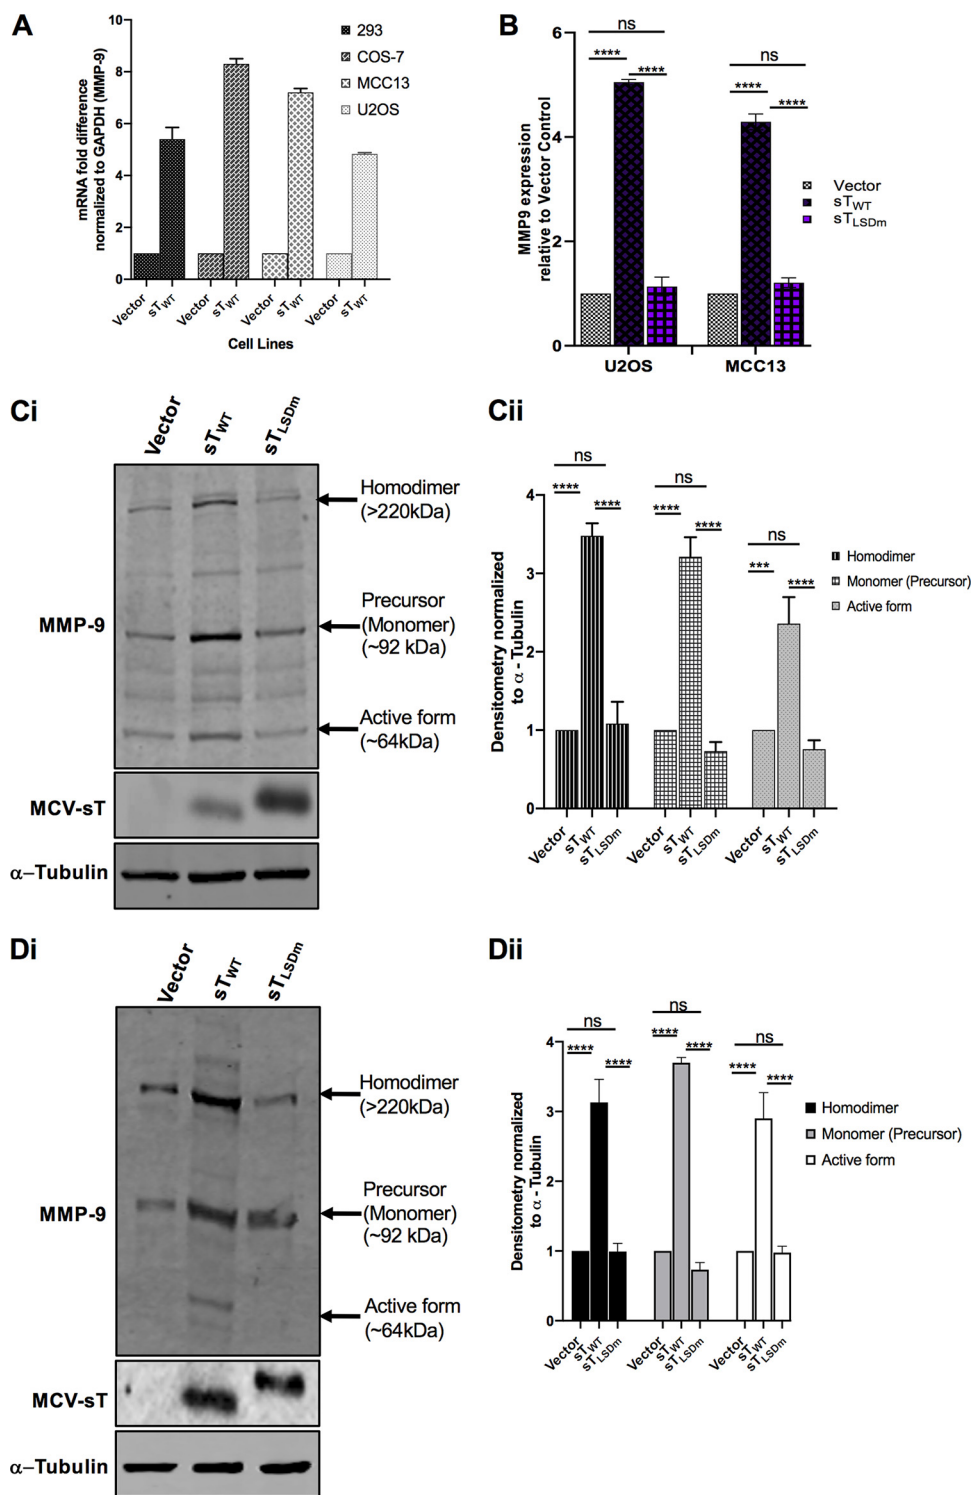 A
mRNA fold difference
normalized to GAPDH (MMP-9)
10
8
6
4
2
0
293
COS-7
MCC13
U2OS
Vector
sTWT
Vector
sTWT
Vector
sTWT
Vector
sTWT
Cell Lines
B
MMP9 expression
relative to Vector Control
6
4
2
0
ns
**** ****
ns
**** ****
Vector
sTWT
sTLSDm
U2OS
MCC13
Ci
Vector
sTWT
sTLSDm
MMP-9
Homodimer
(>220kDa)
Precursor
(Monomer)
(~92 kDa)
Active form
(~64kDa)
MCV-sT
α–Tubulin
Cii
Densitometry normalized
to α - Tubulin
4
3
2
1
0
ns
**** ****
ns
**** ****
ns
*** ****
Homodimer
Monomer (Precursor)
Active form
Vector
sTWT
sTLSDm
Vector
sTWT
sTLSDm
Vector
sTWT
sTLSDm
Di
Vector
sTWT
sTLSDm
MMP-9
Homodimer
(>220kDa)
Precursor
(Monomer)
(~92 kDa)
Active form
(~64kDa)
MCV-sT
α–Tubulin
Dii
Densitometry normalized
to α - Tubulin
4
3
2
1
0
ns
**** ****
ns
**** ****
ns
**** ****
Homodimer
Monomer (Precursor)
Active form
Vector
sTWT
sTLSDm
Vector
sTWT
sTLSDm
Vector
sTWT
sTLSDm